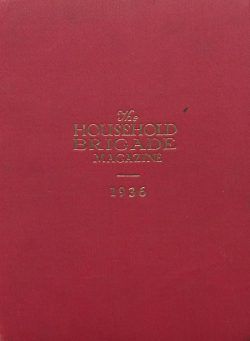 The
HOUSEHOLD
BRIGADE
MAGAZINE
1936